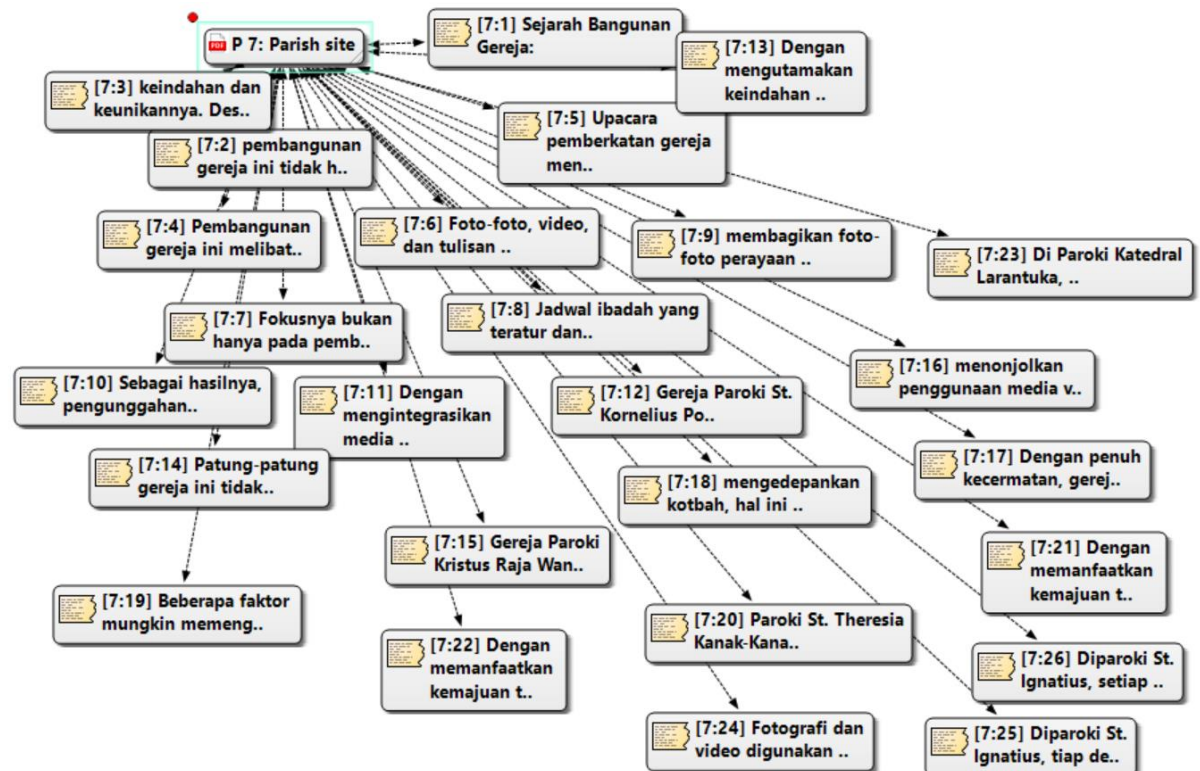 P 7: Parish site
[7:1] Sejarah Bangunan
Gereja:
[7:13] Dengan
mengutamakan
keindahan ..
[7:3] keindahan dan
keunikannya. Des..
[7:5] Upacara
pemberkatan gereja
men..
[7:2] pembangunan
gereja ini tidak h..
[7:4] Pembangunan
gereja ini melibat..
[7:6] Foto-foto, video,
dan tulisan ..
[7:9] membagikan foto-
foto perayaan ..
[7:23] Di Paroki Katedral
Larantuka, ..
[7:7] Fokusnya bukan
hanya pada pemb..
[7:8] Jadwal ibadah yang
teratur dan..
[7:16] menonjolkan
penggunaan media v..
[7:10] Sebagai hasilnya,
pengunggahan..
[7:11] Dengan
mengintegrasikan
media ..
[7:12] Gereja Paroki St.
Kornelius Po..
[7:14] Patung-patung
gereja ini tidak..
[7:17] Dengan penuh
kecermatan, gerej..
[7:18] mengedepankan
kotbah, hal ini ..
[7:15] Gereja Paroki
Kristus Raja Wan..
[7:21] Dengan
memanfaatkan
kemajuan t..
[7:19] Beberapa faktor
mungkin memeng..
[7:20] Paroki St. Theresia
Kanak-Kana..
[7:22] Dengan
memanfaatkan
kemajuan t..
[7:26] Diparoki St.
Ignatius, setiap ..
[7:24] Fotografi dan
video digunakan ..
[7:25] Diparoki St.
Ignatius, tiap de..